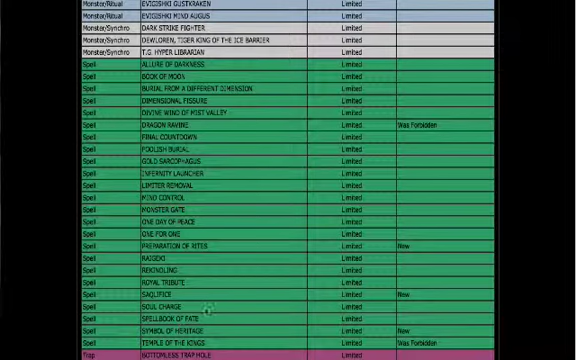 Monster/Ritual EVIGISHKI GUSTKRAKEN Limited
Monster/Ritual EVIGISHKI MIND AUGUS Limited
Monster/Synchro DARK STRIKE FIGHTER Limited
Monster/Synchro DEWLOREN, TIGER KING OF THE ICE BARRIER Limited
Monster/Synchro T.G. HYPER LIBRARIAN Limited
Spell ALLURE OF DARKNESS Limited
Spell BOOK OF MOON Limited
Spell BURIAL FROM A DIFFERENT DIMENSION Limited
Spell DIMENSIONAL FISSURE Limited
Spell DIVINE WIND OF MIST VALLEY Limited
Spell DRAGON RAVINE Limited Was Forbidden
Spell FINAL COUNTDOWN Limited
Spell FOOLISH BURIAL Limited
Spell GOLD SARCOPHAGUS Limited
Spell INFERNITY LAUNCHER Limited
Spell LIMITER REMOVAL Limited
Spell MIND CONTROL Limited
Spell MONSTER GATE Limited
Spell ONE DAY OF PEACE Limited
Spell ONE FOR ONE Limited
Spell PREPARATION OF RITES Limited New
Spell RAIGEKI Limited
Spell REKINDLING Limited
Spell ROYAL TRIBUTE Limited
Spell SAQLIFICE Limited New
Spell SOUL CHARGE Limited
Spell SPELLBOOK OF FATE Limited
Spell SYMBOL OF HERITAGE Limited New
Spell TEMPLE OF THE KINGS Limited Was Forbidden
Trap BOTTOMLESS TRAP HOLE Limited